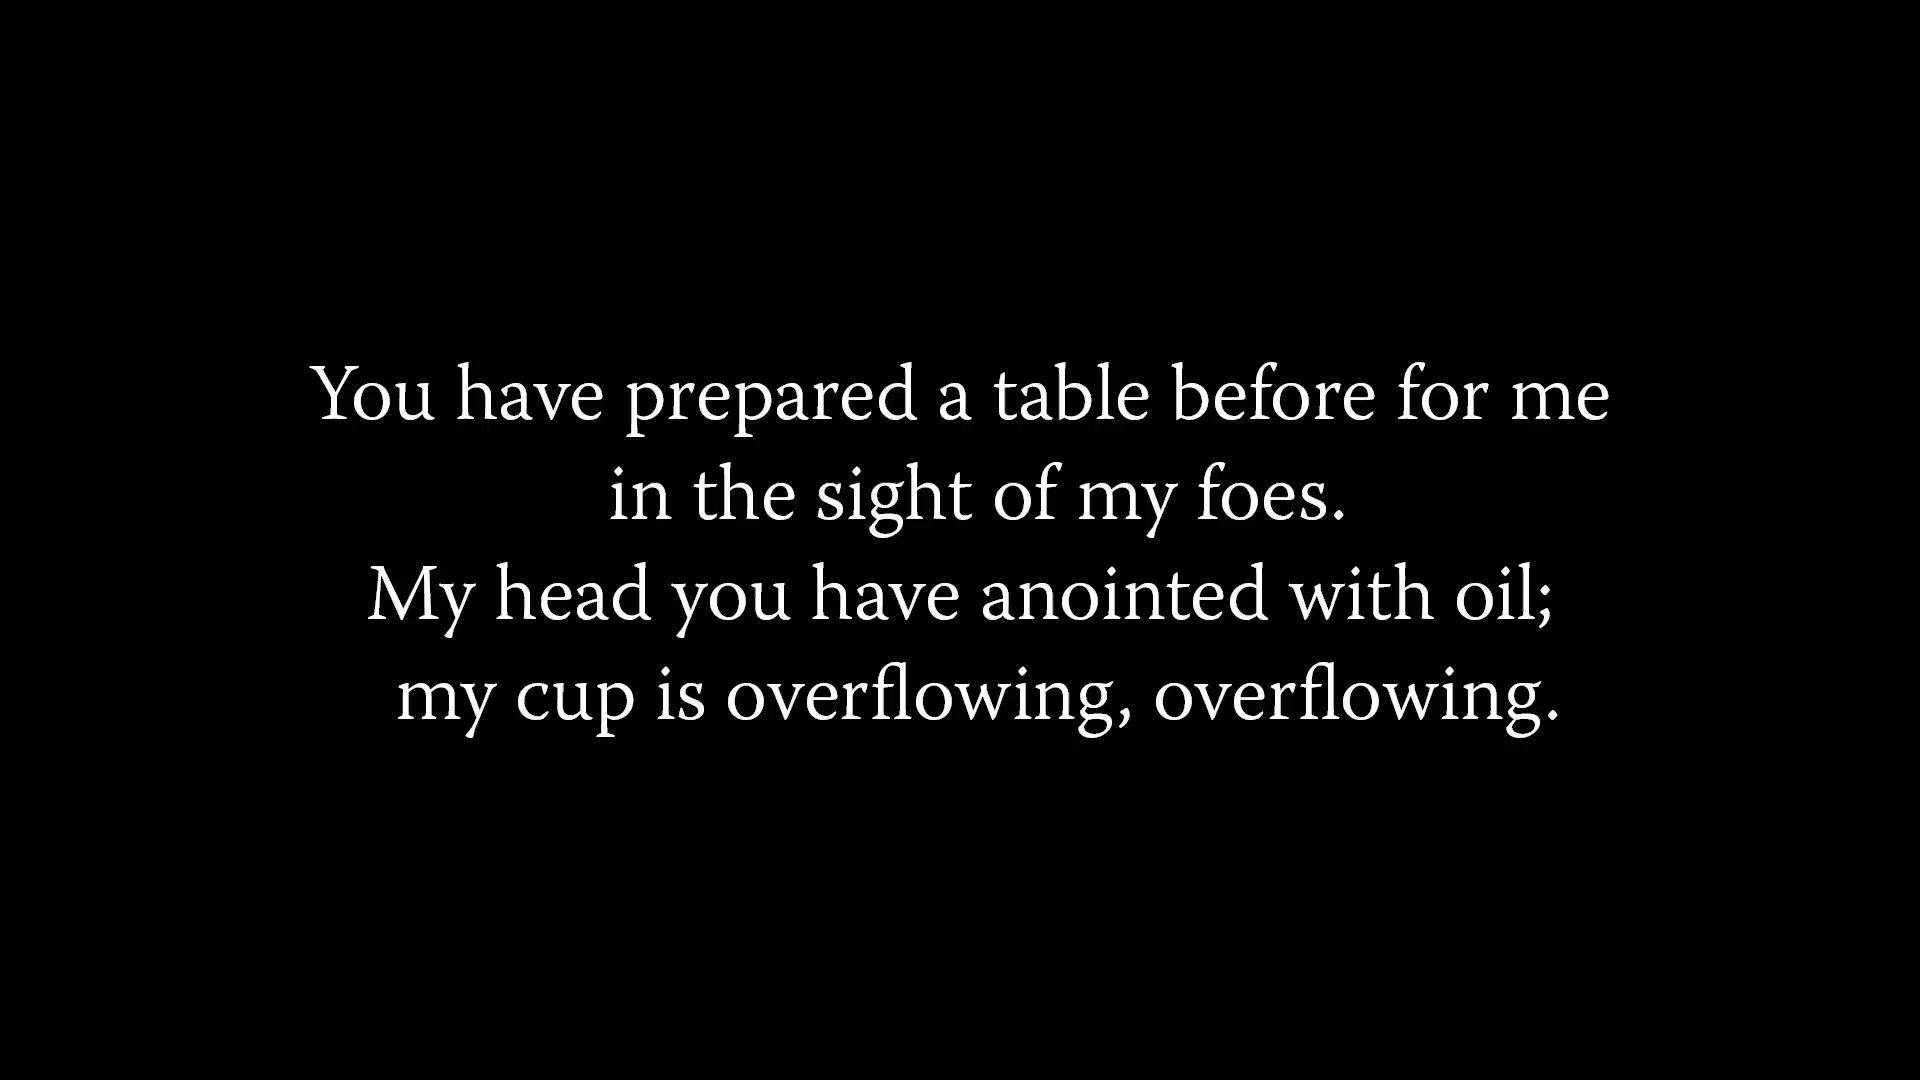 You have prepared a table before for me
in the sight of my foes.
My head you have anointed with oil;
my cup is overflowing, overflowing.